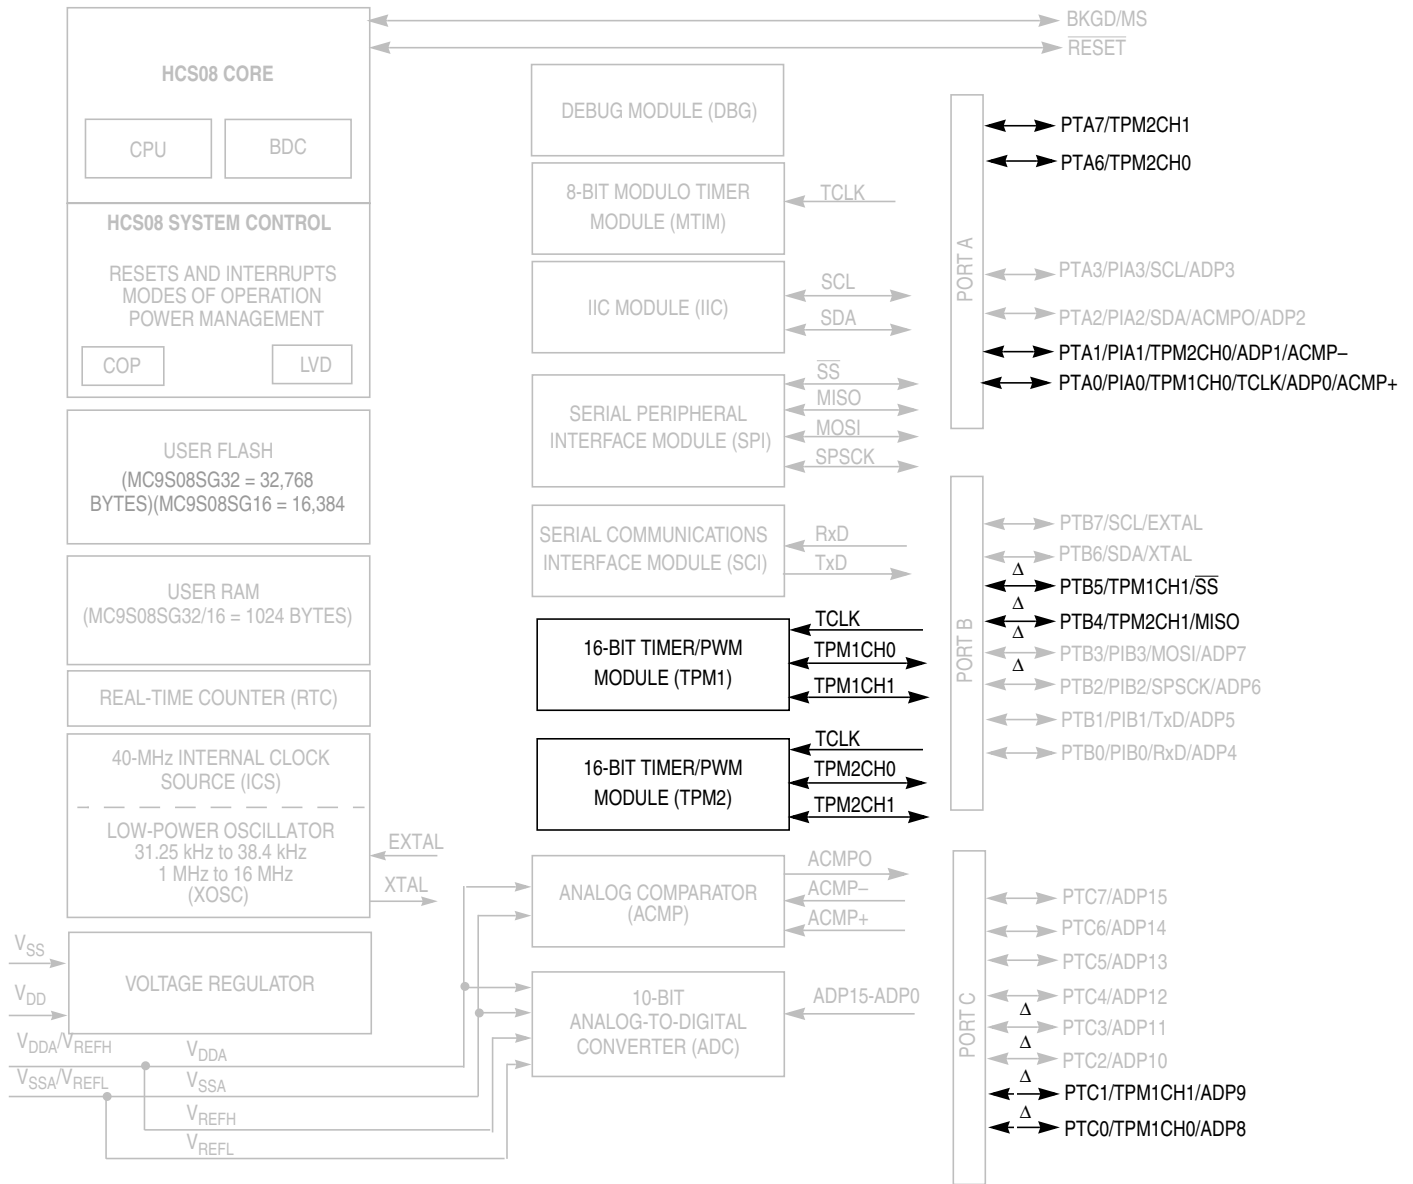 BKGD/MS
RESET
HCS08 CORE
CPU
BDC
HCS08 SYSTEM CONTROL
RESETS AND INTERRUPTS
MODES OF OPERATION
POWER MANAGEMENT
COP
LVD
USER FLASH
(MC9S08SG32 = 32,768
BYTES)(MC9S08SG16 = 16,384
USER RAM
(MC9S08SG32/16 = 1024 BYTES)
REAL-TIME COUNTER (RTC)
40-MHz INTERNAL CLOCK
SOURCE (ICS)
LOW-POWER OSCILLATOR
31.25 kHz to 38.4 kHz
1 MHz to 16 MHz
(XOSC)
EXTAL
XTAL
VSS
VDD
VOLTAGE REGULATOR
VDDA/VREFH
VSSA/VREFL
VDDA
VSSA
VREFH
VREFL
DEBUG MODULE (DBG)
8-BIT MODULO TIMER
MODULE (MTIM)
TCLK
IIC MODULE (IIC)
SCL
SDA
SERIAL PERIPHERAL
INTERFACE MODULE (SPI)
SS
MISO
MOSI
SPSCK
SERIAL COMMUNICATIONS
INTERFACE MODULE (SCI)
RxD
TxD
16-BIT TIMER/PWM
MODULE (TPM1)
TCLK
TPM1CH0
TPM1CH1
16-BIT TIMER/PWM
MODULE (TPM2)
TCLK
TPM2CH0
TPM2CH1
ANALOG COMPARATOR
(ACMP)
ACMPO
ACMP–
ACMP+
10-BIT
ANALOG-TO-DIGITAL
CONVERTER (ADC)
ADP15-ADP0
PORT A
PTA7/TPM2CH1
PTA6/TPM2CH0
PTA3/PIA3/SCL/ADP3
PTA2/PIA2/SDA/ACMPO/ADP2
PTA1/PIA1/TPM2CH0/ADP1/ACMP–
PTA0/PIA0/TPM1CH0/TCLK/ADP0/ACMP+
PORT B
PTB7/SCL/EXTAL
PTB6/SDA/XTAL
Δ PTB5/TPM1CH1/SS
Δ PTB4/TPM2CH1/MISO
Δ PTB3/PIB3/MOSI/ADP7
Δ PTB2/PIB2/SPSCK/ADP6
PTB1/PIB1/TxD/ADP5
PTB0/PIB0/RxD/ADP4
PORT C
PTC7/ADP15
PTC6/ADP14
PTC5/ADP13
PTC4/ADP12
Δ PTC3/ADP11
Δ PTC2/ADP10
Δ PTC1/TPM1CH1/ADP9
Δ PTC0/TPM1CH0/ADP8